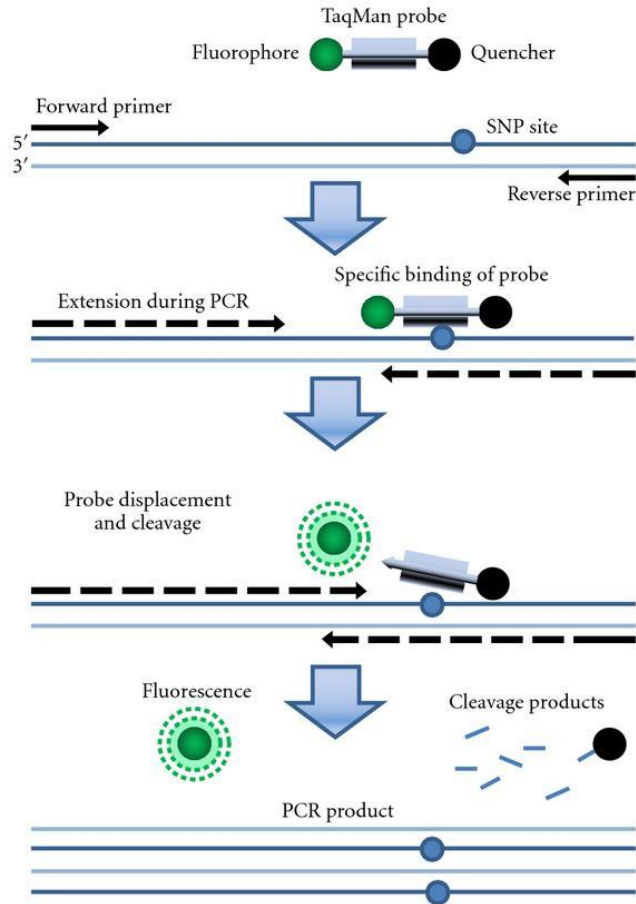 TaqMan probe
Fluorophore
Quencher
Forward primer
5′
SNP site
3′
Reverse primer
Specific binding of probe
Extension during PCR
Probe displacement
and cleavage
Fluorescence
Cleavage products
PCR product